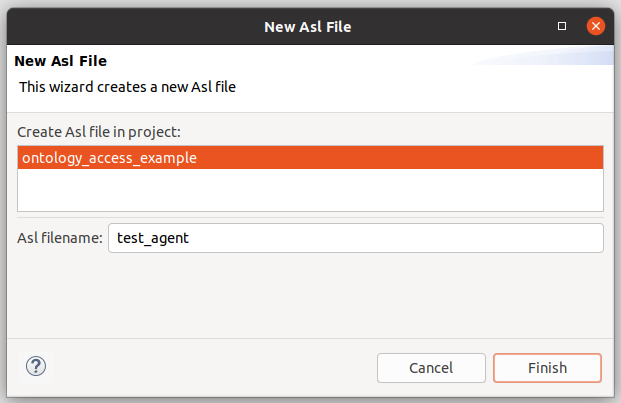 New Asl File
New Asl File
This wizard creates a new Asl file
Create Asl file in project:
ontology_access_example
Asl filename: test_agent
?
Cancel Finish